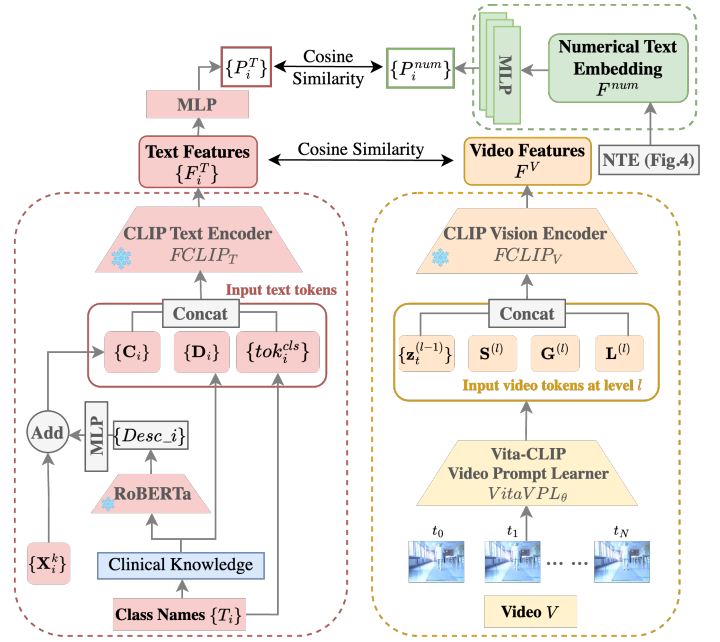 {P_i^T}
Cosine
Similarity
{P_i^{num}}
MLP
Numerical Text
Embedding
F^{num}
MLP
Text Features
{F_i^T}
Cosine Similarity
Video Features
F^V
NTE (Fig.4)
CLIP Text Encoder
FCLIP_T
CLIP Vision Encoder
FCLIP_V
Input text tokens
Concat
{C_i}
{D_i}
{tok_i^{cls}}
Concat
{z_t^{(l-1)}}
S^{(l)}
G^{(l)}
L^{(l)}
Input video tokens at level l
Add
MLP
{Desc_i}
RoBERTa
Vita-CLIP
Video Prompt Learner
VitaVPL_θ
{X_i^k}
Clinical Knowledge
Class Names {T_i}
t_0
t_1
t_N
... ...
Video V